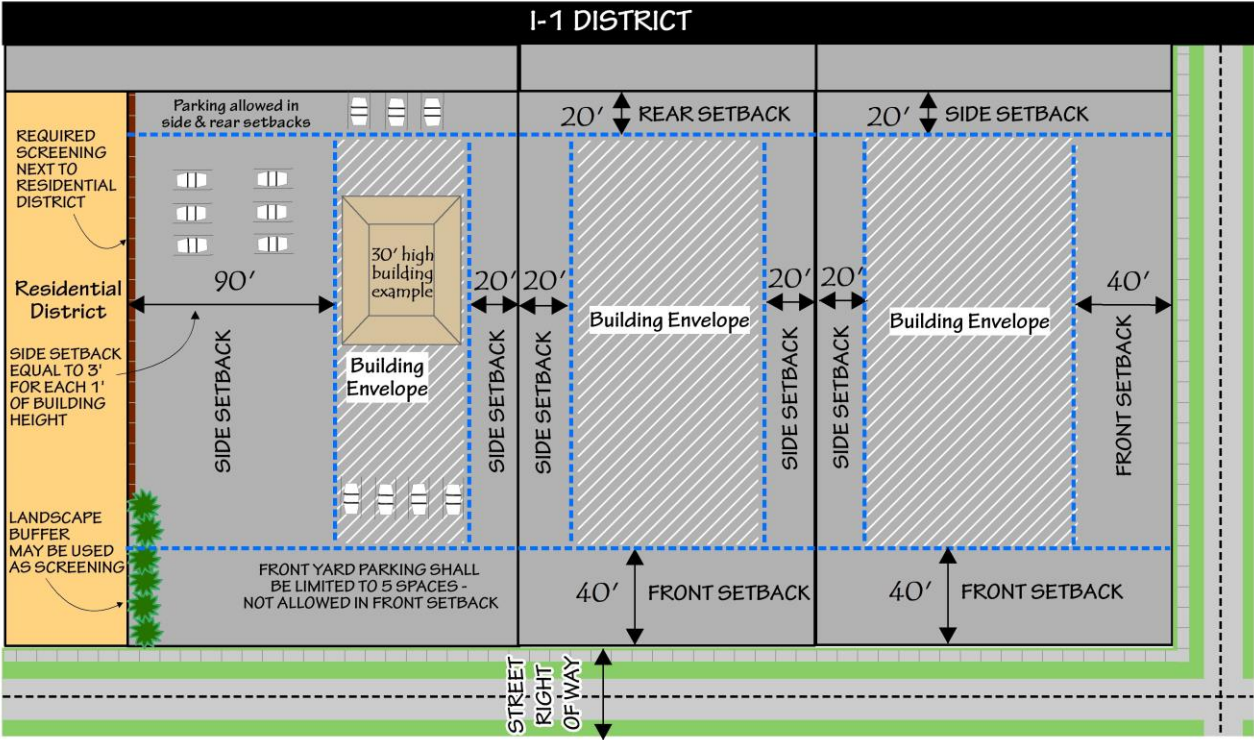 I-1 DISTRICT
Parking allowed in
side & rear setbacks
20' REAR SETBACK
20' SIDE SETBACK
REQUIRED
SCREENING
NEXT TO
RESIDENTIAL
DISTRICT
Residential
District
SIDE SETBACK
EQUAL TO 3'
FOR EACH 1'
OF BUILDING
HEIGHT
LANDSCAPE
BUFFER
MAY BE USED
AS SCREENING
90'
SIDE SETBACK
30' high
building
example
Building
Envelope
20'
SIDE SETBACK
20'
SIDE SETBACK
Building Envelope
20'
SIDE SETBACK
20'
SIDE SETBACK
Building Envelope
40'
FRONT SETBACK
FRONT YARD PARKING SHALL
BE LIMITED TO 5 SPACES -
NOT ALLOWED IN FRONT SETBACK
40' FRONT SETBACK
40' FRONT SETBACK
STREET
RIGHT
OF WAY